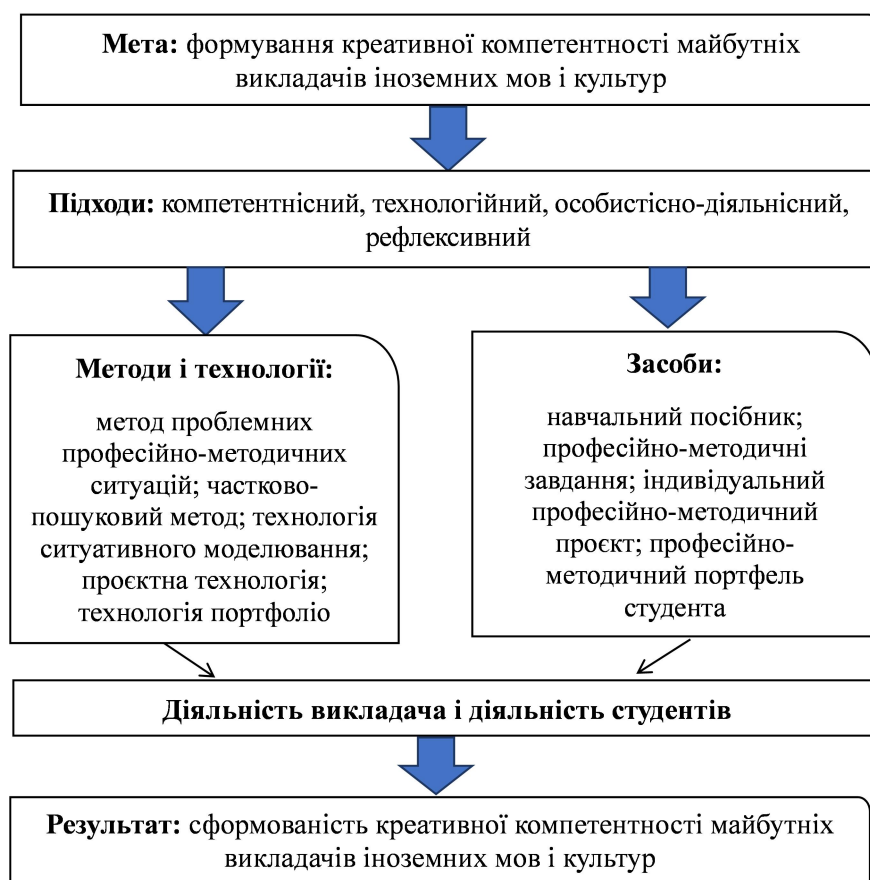 Мета: формування креативної компетентності майбутніх
викладачів іноземних мов і культур
Підходи: компетентнісний, технологійний, особистісно-діяльнісний,
рефлексивний
Методи і технології:
метод проблемних
професійно-методичних
ситуацій; частково-
пошуковий метод; технологія
ситуативного моделювання;
проєктна технологія;
технологія портфоліо
Засоби:
навчальний посібник;
професійно-методичні
завдання; індивідуальний
професійно-методичний
проєкт; професійно-
методичний портфель
студента
Діяльність викладача і діяльність студентів
Результат: сформованість креативної компетентності майбутніх
викладачів іноземних мов і культур